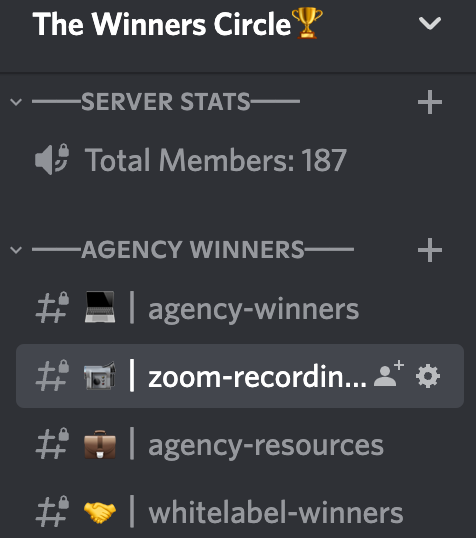 The Winners Circle🏆
——SERVER STATS——
Total Members: 187
——AGENCY WINNERS——
💻 | agency-winners
📹 | zoom-recordin...
💼 | agency-resources
🤝 | whitelabel-winners